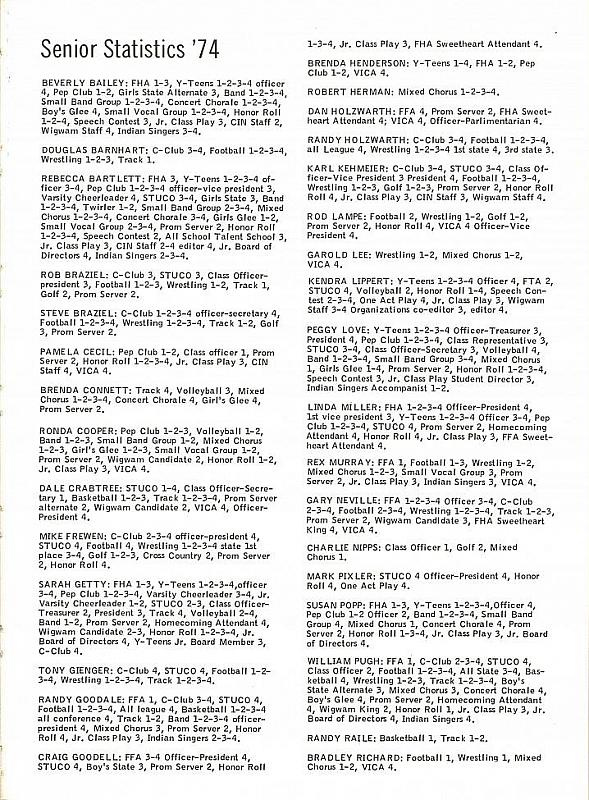 Senior Statistics '74
BEVERLY BAILEY: FHA 1-3, Y-Teens 1-2-3-4 officer
4, Pep Club 1-2, Girls State Alternate 3, Band 1-2-3-4,
Small Band Group 1-2-3-4, Concert Chorale 1-2-3-4,
Boy's Glee 4, Small Vocal Group 1-2-3-4, Honor Roll
1-2-4, Speech Contest 3, Jr. Class Play 3, CIN Staff 2,
Wigwam Staff 4, Indian Singers 3-4.
DOUGLAS BARNHART: C-Club 3-4, Football 1-2-3-4,
Wrestling 1-2-3, Track 1.
REBECCA BARTLETT: FHA 3, Y-Teens 1-2-3-4 of-
ficer 3-4, Pep Club 1-2-3-4 officer-vice president 3,
Varsity Cheerleader 4, STUCO 3-4, Girls State 3, Band
1-2-3-4, Twirler 1-2, Small Band Group 2-3-4, Mixed
Chorus 1-2-3-4, Concert Chorale 3-4, Girls Glee 1-2,
Small Vocal Group 2-3-4, Prom Server 2, Honor Roll
1-2-3-4, Speech Contest 2, All School Talent School 3,
Jr. Class Play 3, CIN Staff 2-4 editor 4, Jr. Board of
Directors 4, Indian Singers 2-3-4.
ROB BRAZIEL: C-Club 3, STUCO 3, Class Officer-
president 3, Football 1-2-3, Wrestling 1-2, Track 1,
Golf 2, Prom Server 2.
STEVE BRAZIEL: C-Club 1-2-3-4 officer-secretary 4,
Football 1-2-3-4, Wrestling 1-2-3-4, Track 1-2, Golf
3, Prom Server 2.
PAMELA CECIL: Pep Club 1-2, Class officer 1, Prom
Server 2, Honor Roll 1-2-3-4, Jr. Class Play 3, CIN
Staff 4, VICA 4.
BRENDA CONNETT: Track 4, Volleyball 3, Mixed
Chorus 1-2-3-4, Concert Chorale 4, Girl's Glee 4,
Prom Server 2.
RONDA COOPER: Pep Club 1-2-3, Volleyball 1-2,
Band 1-2-3, Small Band Group 1-2, Mixed Chorus
1-2-3, Girl's Glee 1-2-3, Small Vocal Group 1-2,
Prom Server 2, Wigwam Candidate 2, Honor Roll 1-2,
Jr. Class Play 3, VICA 4.
DALE CRABTREE: STUCO 1-4, Class Officer-Secre-
tary 1, Basketball 1-2-3, Track 1-2-3-4, Prom Server
alternate 2, Wigwam Candidate 2, VICA 4, Officer-
President 4.
MIKE FREWEN: C-Club 2-3-4 officer-president 4,
STUCO 4, Football 4, Wrestling 1-2-3-4 state 1st
place 3-4, Golf 1-2-3, Cross Country 2, Prom Server
2, Honor Roll 4.
SARAH GETTY: FHA 1-3, Y-Teens 1-2-3-4,officer
3-4, Pep Club 1-2-3-4, Varsity Cheerleader 3-4, Jr.
Varsity Cheerleader 1-2, STUCO 2-3, Class Officer-
Treasurer 2, President 3, Track 4, Volleyball 2-4,
Band 1-2, Prom Server 2, Homecoming Attendant 4,
Wigwam Candidate 2-3, Honor Roll 1-2-3-4, Jr.
Board of Directors 4, Y-Teens Jr. Board Member 3,
C-Club 4.
TONY GIENGER: C-Club 4, STUCO 4, Football 1-2-
3-4, Wrestling 1-2-3-4, Track 1-2-3-4.
RANDY GOODALE: FFA 1, C-Club 3-4, STUCO 4,
Football 1-2-3-4, All league 4, Basketball 1-2-3-4
all conference 4, Track 1-2, Band 1-2-3-4 officer-
president 4, Mixed Chorus 3, Prom Server 2, Honor
Roll 4, Jr. Class Play 3, Indian Singers 2-3-4.
CRAIG GOODELL: FFA 3-4 Officer-President 4,
STUCO 4, Boy's State 3, Prom Server 2, Honor Roll
1-3-4, Jr. Class Play 3, FHA Sweetheart Attendant 4.
BRENDA HENDERSON: Y-Teens 1-4, FHA 1-2, Pep
Club 1-2, VICA 4.
ROBERT HERMAN: Mixed Chorus 1-2-3-4.
DAN HOLZWARTH: FFA 4, Prom Server 2, FHA Sweet-
heart Attendant 4; VICA 4, Officer-Parlimentarian 4.
RANDY HOLZWARTH: C-Club 3-4, Football 1-2-3-4,
all League 4, Wrestling 1-2-3-4 1st state 4, 3rd state 3.
KARL KEHMEIER: C-Club 3-4, STUCO 3-4, Class Of-
ficer-Vice President 3 President 4, Football 1-2-3-4,
Wrestling 1-2-3, Golf 1-2-3, Prom Server 2, Honor Roll
Roll 4, Jr. Class Play 3, CIN Staff 3, Wigwam Staff 4.
ROD LAMPE: Football 2, Wrestling 1-2, Golf 1-2,
Prom Server 2, Honor Roll 4, VICA 4 Officer-Vice
President 4.
GAROLD LEE: Wrestling 1-2, Mixed Chorus 1-2,
VICA 4.
KENDRA LIPPERT: Y-Teens 1-2-3-4 Officer 4, FTA 2,
STUCO 4, Volleyball 2, Honor Roll 1-4, Speech Con-
test 2-3-4, One Act Play 4, Jr. Class Play 3, Wigwam
Staff 3-4 Organizations co-editor 3, editor 4.
PEGGY LOVE: Y-Teens 1-2-3-4 Officer-Treasurer 3,
President 4, Pep Club 1-2-3-4, Class Representative 3,
STUCO 3-4, Class Officer-Secretary 3, Volleyball 4,
Band 1-2-3-4, Small Band Group 3-4, Mixed Chorus
1, Girls Glee 1-4, Prom Server 2, Honor Roll 1-2-3-4,
Speech Contest 3, Jr. Class Play Student Director 3,
Indian Singers Accompanist 1-2.
LINDA MILLER: FHA 1-2-3-4 Officer-President 4,
1st vice president 3, Y-Teens 1-2-3-4 Officer 3-4, Pep
Club 1-2-3-4, STUCO 4, Prom Server 2, Homecoming
Attendant 4, Honor Roll 4, Jr. Class Play 3, FFA Sweet-
heart Attendant 4.
REX MURRAY: FFA 1, Football 1-3, Wrestling 1-2,
Mixed Chorus 1-2-3, Small Vocal Group 3, Prom
Server 2, Jr. Class Play 3, Indian Singers 3, VICA 4.
GARY NEVILLE: FFA 1-2-3-4 Officer 3-4, C-Club
2-3-4, Football 2-3-4, Wrestling 1-2-3-4, Track 1-2-3,
Prom Server 2, Wigwam Candidate 3, FHA Sweetheart
King 4, VICA 4.
CHARLIE NIPPS: Class Officer 1, Golf 2, Mixed
Chorus 1.
MARK PIXLER: STUCO 4 Officer-President 4, Honor
Roll 4, One Act Play 4.
SUSAN POPP: FHA 1-3, Y-Teens 1-2-3-4,Officer 4,
Pep Club 1-2 Officer 2, Band 1-2-3-4, Small Band
Group 4, Mixed Chorus 1, Concert Chorale 4, Prom
Server 2, Honor Roll 1-3-4, Jr. Class Play 3, Jr. Board
of Directors 4.
WILLIAM PUGH: FFA 1, C-Club 2-3-4, STUCO 4,
Class Officer 2, Football 1-2-3-4, All State 3-4, Bas-
ketball 4, Wrestling 1-2-3, Track 1-2-3-4, Boy's
State Alternate 3, Mixed Chorus 3, Concert Chorale 4,
Boy's Glee 4, Prom Server 2, Homecoming Attendant
4, Wigwam King 2, Honor Roll 1, Jr. Class Play 3, Jr.
Board of Directors 4, Indian Singers 4.
RANDY RAILE: Basketball 1, Track 1-2.
BRADLEY RICHARD: Football 1, Wrestling 1, Mixed
Chorus 1-2, VICA 4.